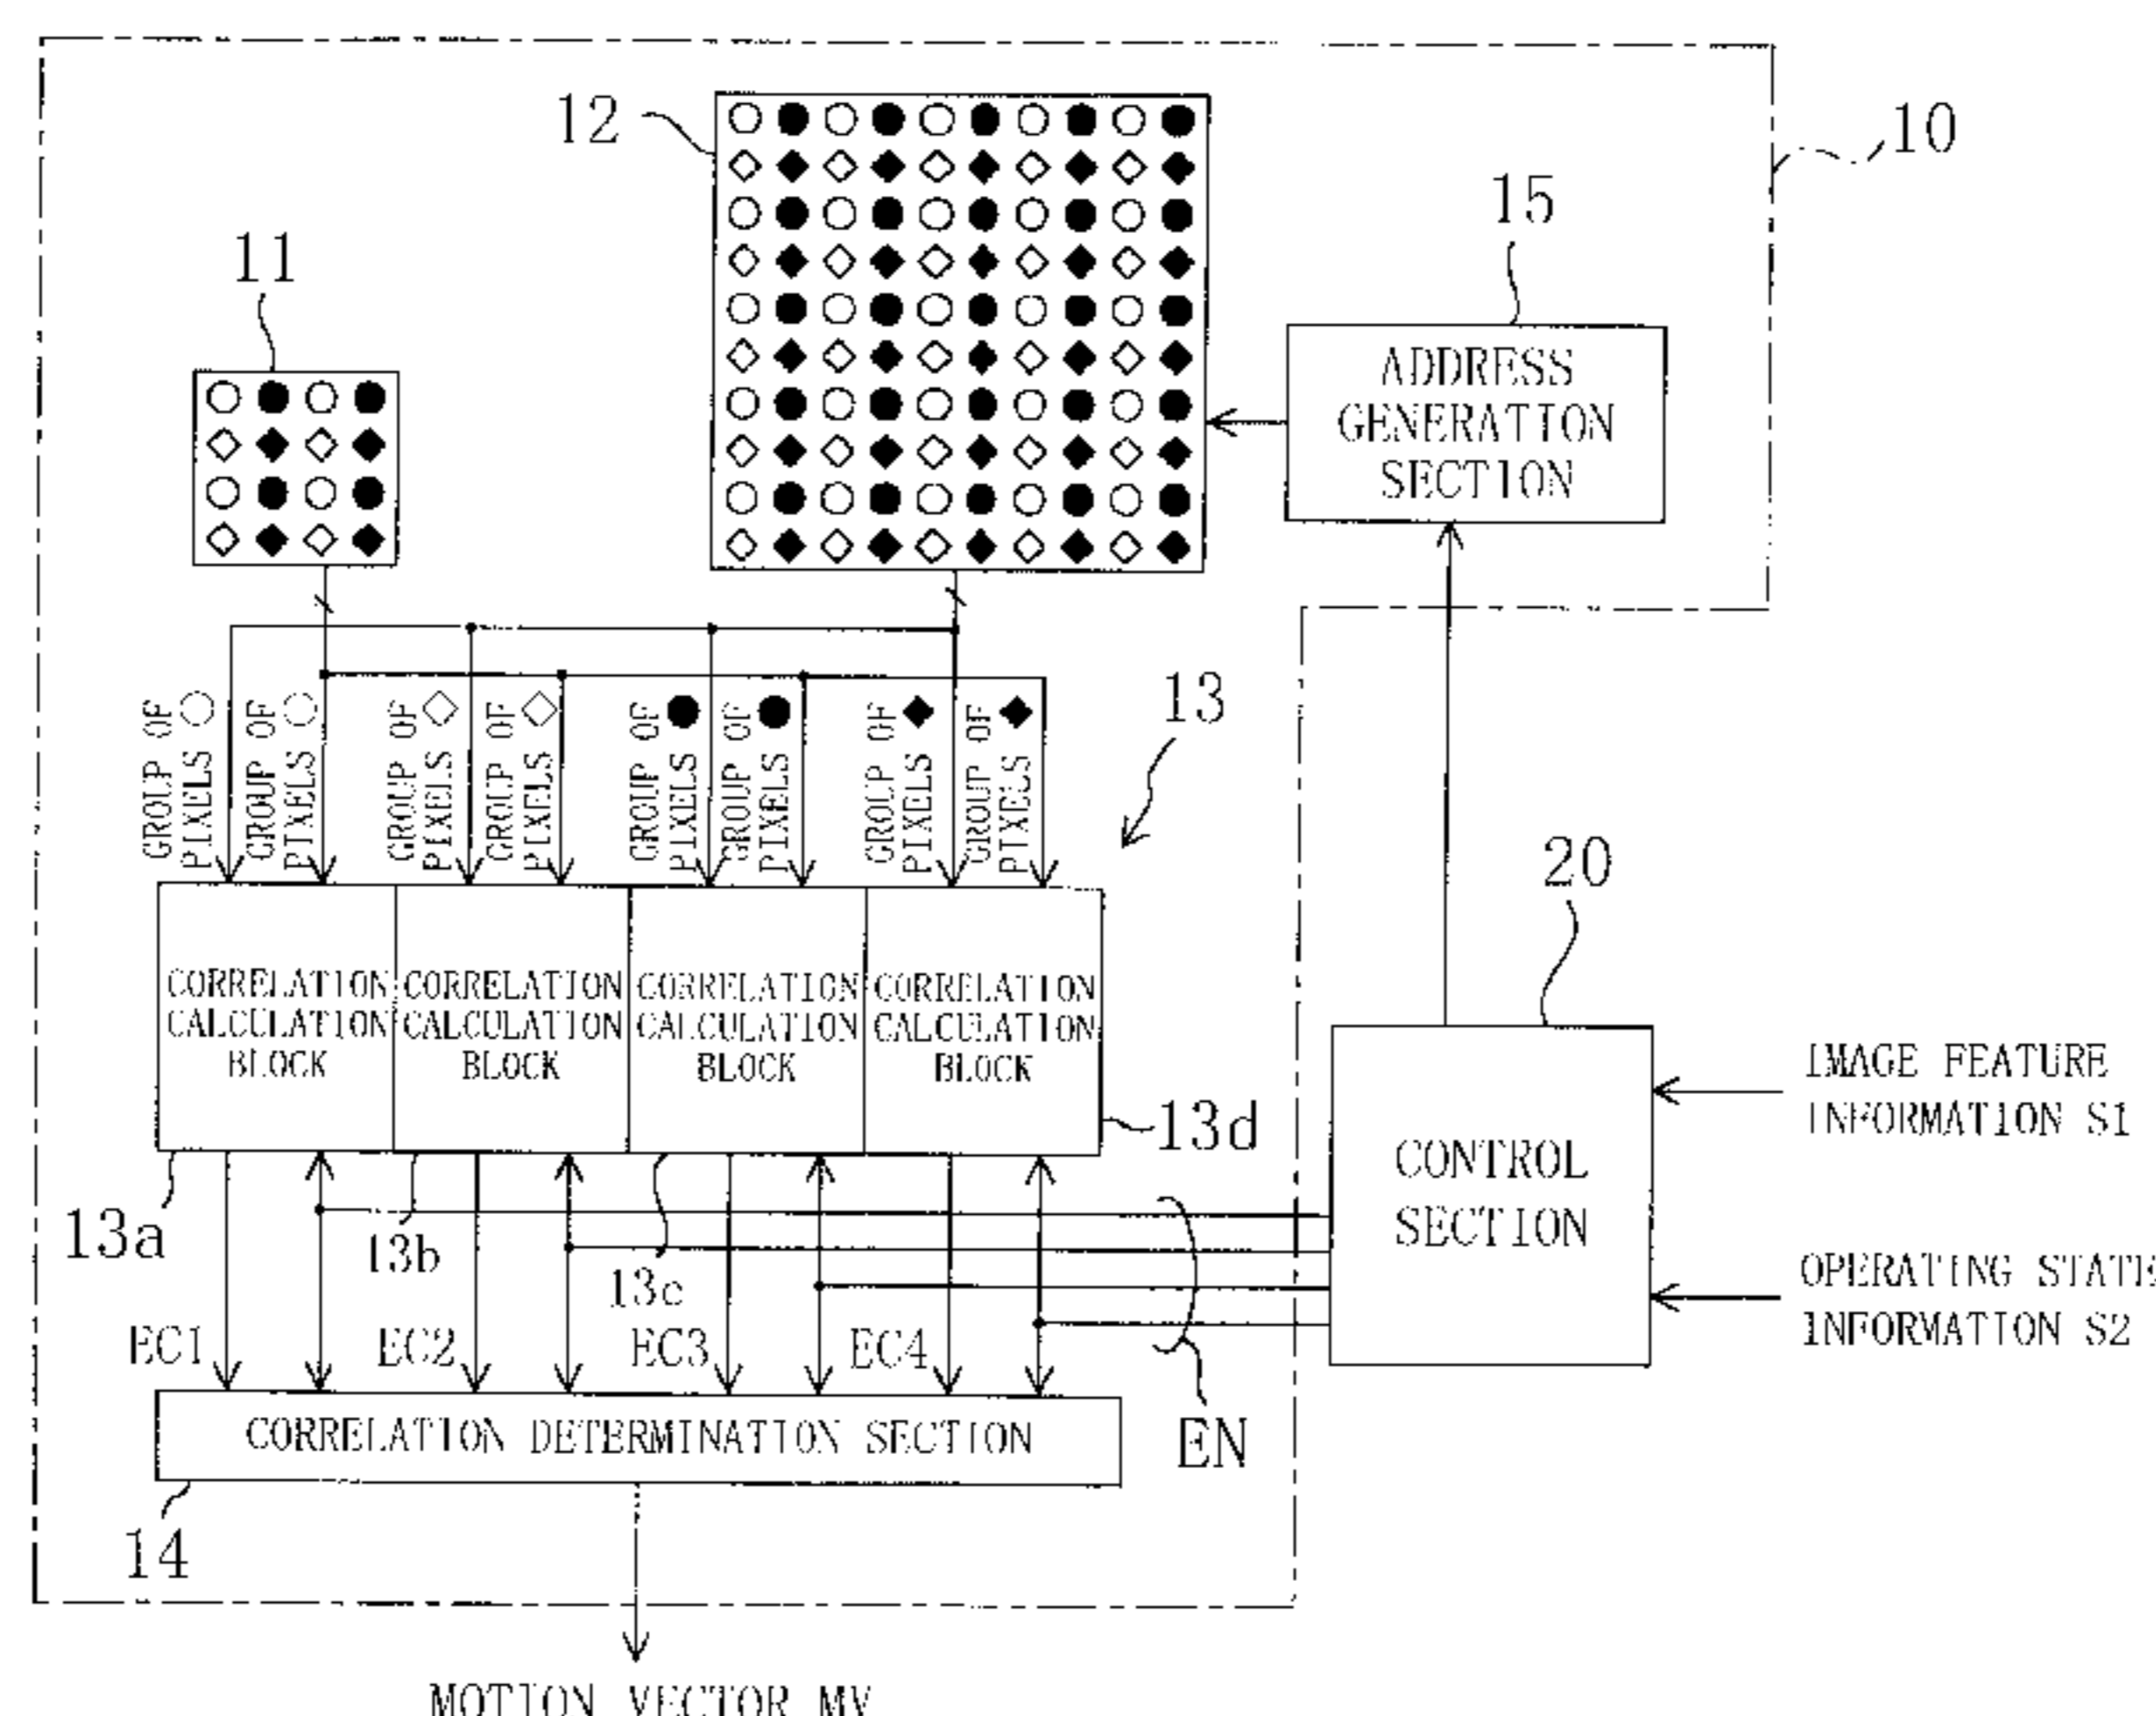 12
10
15
11
ADDRESS
GENERATION
SECTION
GROUP OF
PIXELS
GROUP OF
PIXELS
GROUP OF
PIXELS
GROUP OF
PIXELS
GROUP OF
PIXELS
GROUP OF
PIXELS
GROUP OF
PIXELS
GROUP OF
PIXELS
13
20
CORRELATION
CALCULATION
BLOCK
CORRELATION
CALCULATION
BLOCK
CORRELATION
CALCULATION
BLOCK
CORRELATION
CALCULATION
BLOCK
13d
CONTROL
SECTION
IMAGE FEATURE
INFORMATION S1
OPERATING STATE
INFORMATION S2
13a
13b
13c
EC1
EC2
EC3
EC4
EN
CORRELATION DETERMINATION SECTION
14
MOTION VECTOR MV